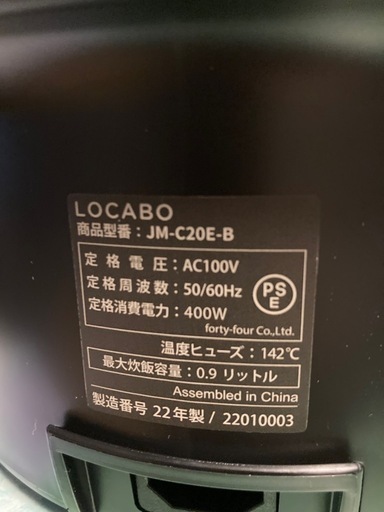 LOCABO
商品型番：JM-C20E-B
定格電圧：AC100V
定格周波数：50/60Hz
定格消費電力：400W
PSE
forty-four Co.,Ltd.
温度ヒューズ：142℃
最大炊飯容量：0.9 リットル
Assembled in China
製造番号 22年製 / 22010003